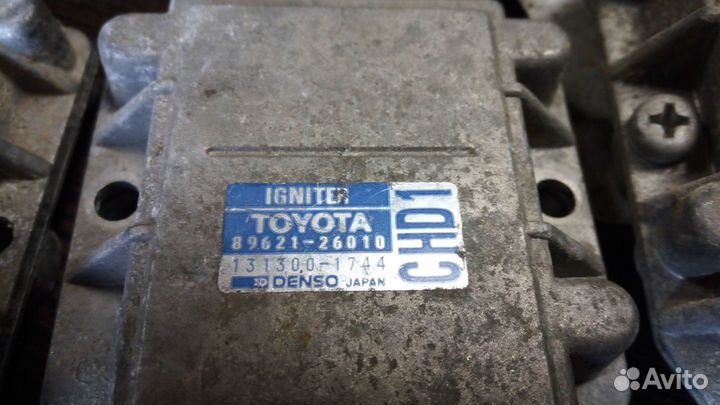 IGNITER
TOYOTA
89621-26010
131300-1744
DENSO JAPAN
CHD1
Avito